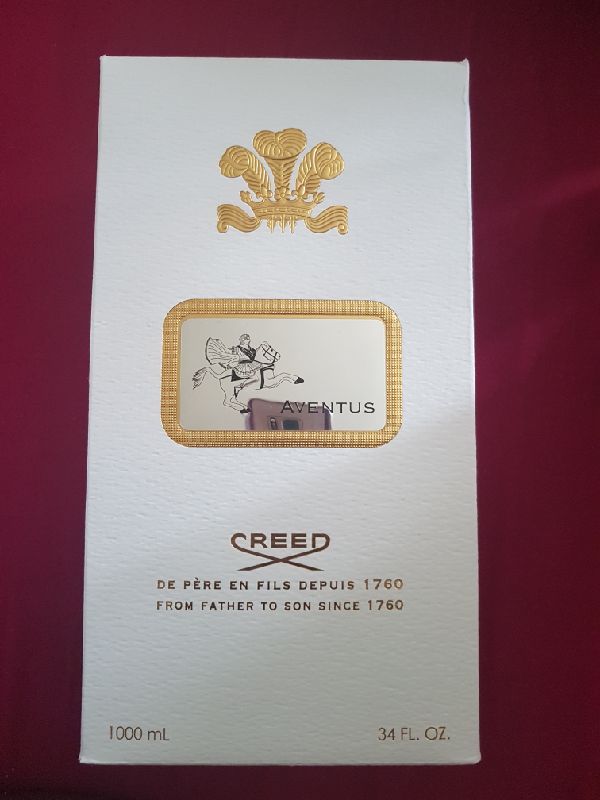 AVENTUS
CREED
DE PÈRE EN FILS DEPUIS 1760
FROM FATHER TO SON SINCE 1760
1000 mL 34 FL. OZ.